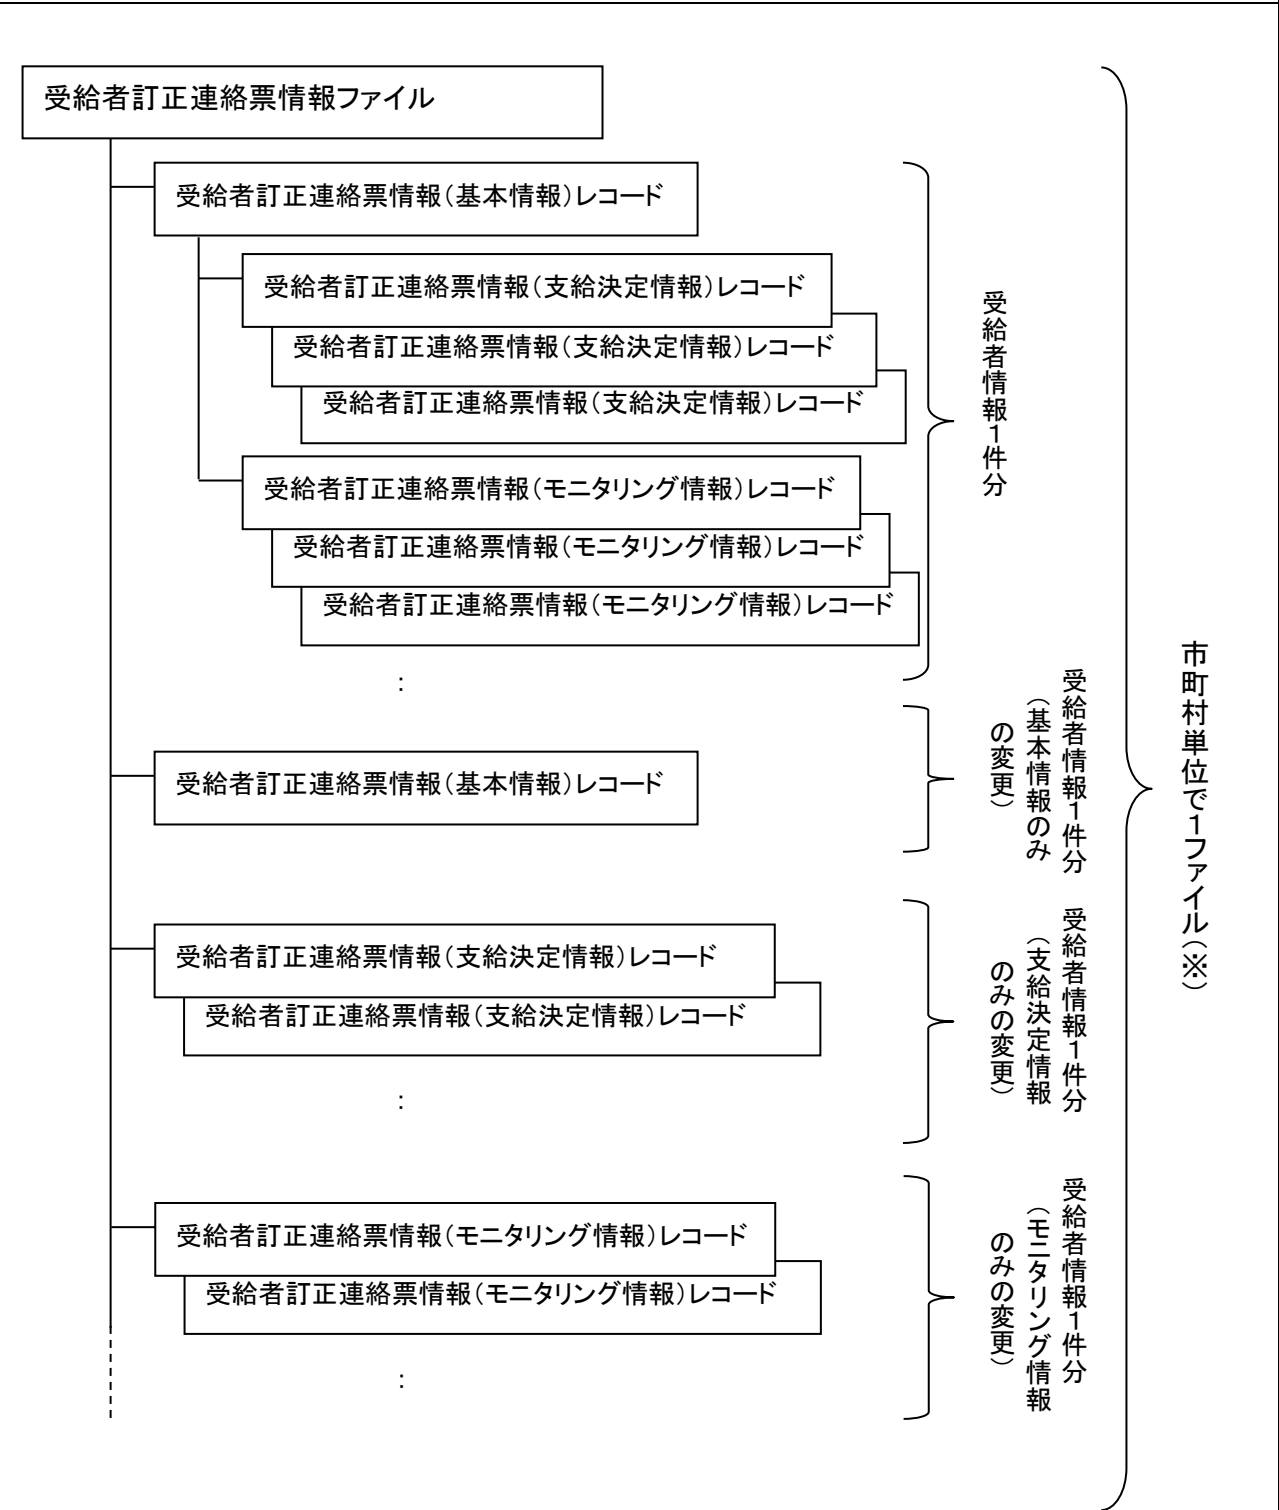 受給者訂正連絡票情報ファイル
受給者訂正連絡票情報（基本情報）レコード
受給者訂正連絡票情報（支給決定情報）レコード
受給者訂正連絡票情報（支給決定情報）レコード
受給者訂正連絡票情報（支給決定情報）レコード
受給者訂正連絡票情報（モニタリング情報）レコード
受給者訂正連絡票情報（モニタリング情報）レコード
受給者訂正連絡票情報（モニタリング情報）レコード
：
受給者情報１件分
受給者訂正連絡票情報（基本情報）レコード
受給者情報１件分
（基本情報のみ
の変更）
受給者訂正連絡票情報（支給決定情報）レコード
受給者訂正連絡票情報（支給決定情報）レコード
：
受給者情報１件分
（支給決定情報
のみの変更）
受給者訂正連絡票情報（モニタリング情報）レコード
受給者訂正連絡票情報（モニタリング情報）レコード
：
受給者情報１件分
（モニタリング情報
のみの変更）
市町村単位で１ファイル（※）